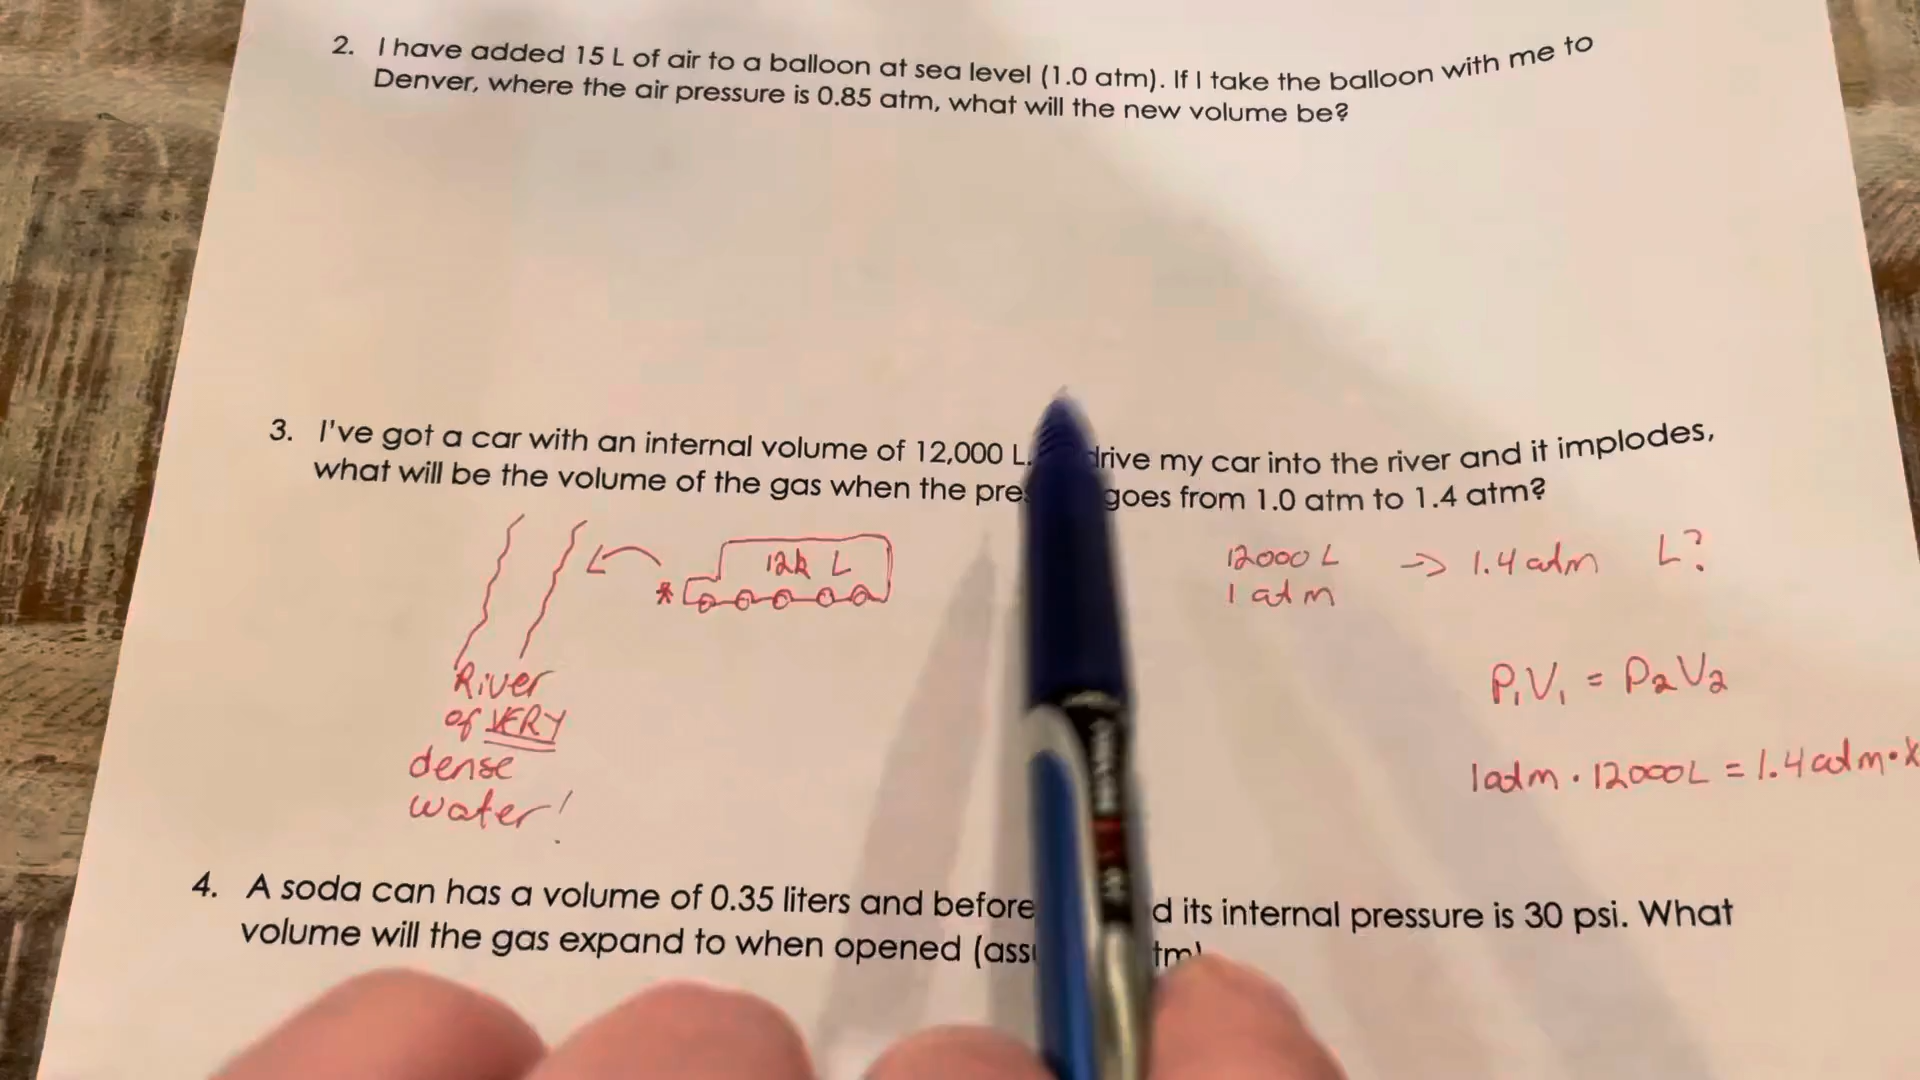 2. I have added 15 L of air to a balloon at sea level (1.0 atm). If I take the balloon with me to
Denver, where the air pressure is 0.85 atm, what will the new volume be?
3. I've got a car with an internal volume of 12,000 L. drive my car into the river and it implodes,
what will be the volume of the gas when the goes from 1.0 atm to 1.4 atm?
12k L
12000 L → 1.4 atm L?
1 atm
River
of VERY
dense
water!
P₁V₁ = P₂V₂
1 atm · 12000L = 1.4 atm · X
4. A soda can has a volume of 0.35 liters and before its internal pressure is 30 psi. What
volume will the gas expand to when opened